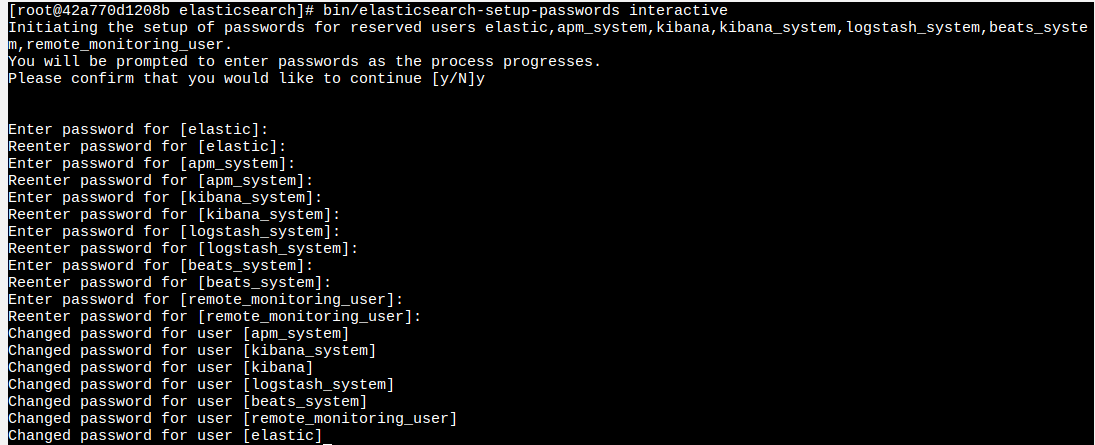 [root@42a770d1208b elasticsearch]# bin/elasticsearch-setup-passwords interactive
Initiating the setup of passwords for reserved users elastic,apm_system,kibana,kibana_system,logstash_system,beats_syste
m,remote_monitoring_user.
You will be prompted to enter passwords as the process progresses.
Please confirm that you would like to continue [y/N]y
Enter password for [elastic]:
Reenter password for [elastic]:
Enter password for [apm_system]:
Reenter password for [apm_system]:
Enter password for [kibana_system]:
Reenter password for [kibana_system]:
Enter password for [logstash_system]:
Reenter password for [logstash_system]:
Enter password for [beats_system]:
Reenter password for [beats_system]:
Enter password for [remote_monitoring_user]:
Reenter password for [remote_monitoring_user]:
Changed password for user [apm_system]
Changed password for user [kibana_system]
Changed password for user [kibana]
Changed password for user [logstash_system]
Changed password for user [beats_system]
Changed password for user [remote_monitoring_user]
Changed password for user [elastic]